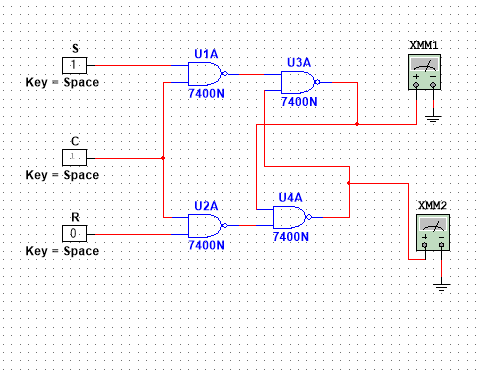 S
1
Key = Space
C
Key = Space
R
0
Key = Space
U1A
7400N
U2A
7400N
U3A
7400N
U4A
7400N
XMM1
XMM2